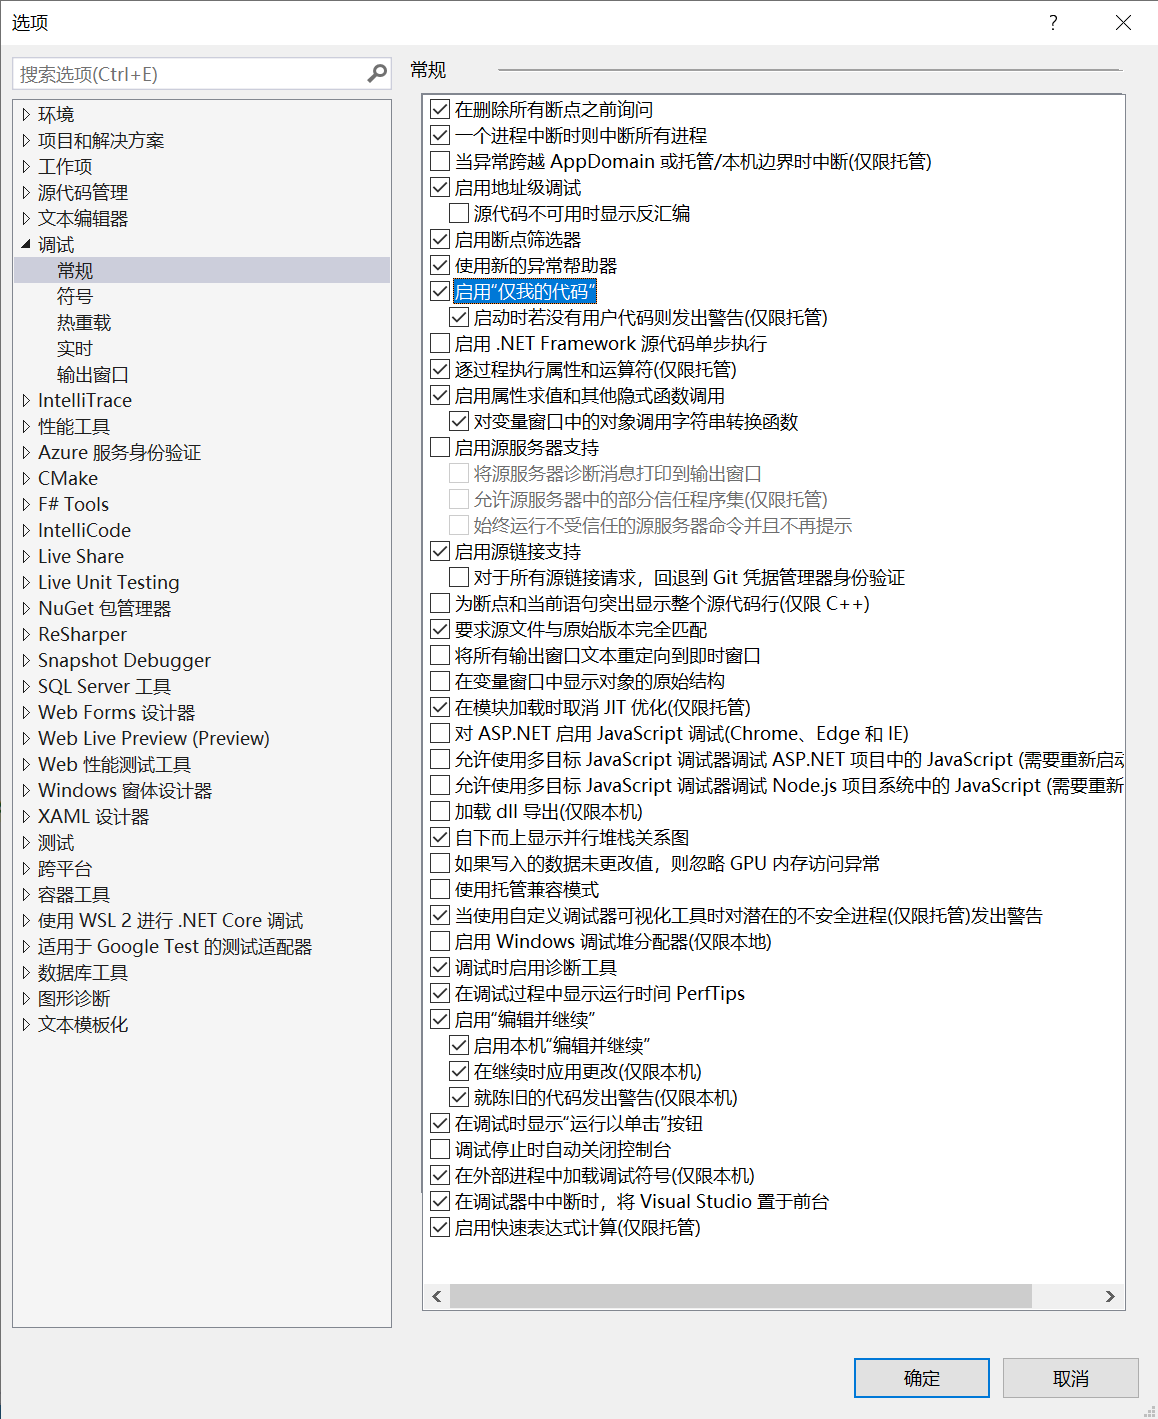 选项
搜索选项(Ctrl+E)
环境
项目和解决方案
工作项
源代码管理
文本编辑器
调试
常规
符号
热重载
实时
输出窗口
IntelliTrace
性能工具
Azure 服务身份验证
CMake
F# Tools
IntelliCode
Live Share
Live Unit Testing
NuGet 包管理器
ReSharper
Snapshot Debugger
SQL Server 工具
Web Forms 设计器
Web Live Preview (Preview)
Web 性能测试工具
Windows 窗体设计器
XAML 设计器
测试
跨平台
容器工具
使用 WSL 2 进行 .NET Core 调试
适用于 Google Test 的测试适配器
数据库工具
图形诊断
文本模板化
常规
在删除所有断点之前询问
一个进程中断时则中断所有进程
当异常跨越 AppDomain 或托管/本机边界时中断(仅限托管)
启用地址级调试
源代码不可用时显示反汇编
启用断点筛选器
使用新的异常帮助器
启用“仅我的代码”
启动时若没有用户代码则发出警告(仅限托管)
启用 .NET Framework 源代码单步执行
逐过程执行属性和运算符(仅限托管)
启用属性求值和其他隐式函数调用
对变量窗口中的对象调用字符串转换函数
启用源服务器支持
将源服务器诊断消息打印到输出窗口
允许源服务器中的部分信任程序集(仅限托管)
始终运行不受信任的源服务器命令并且不再提示
启用源链接支持
对于所有源链接请求，回退到 Git 凭据管理器身份验证
为断点和当前语句突出显示整个源代码行(仅限 C++)
要求源文件与原始版本完全匹配
将所有输出窗口文本重定向到即时窗口
在变量窗口中显示对象的原始结构
在模块加载时取消 JIT 优化(仅限托管)
对 ASP.NET 启用 JavaScript 调试(Chrome、Edge 和 IE)
允许使用多目标 JavaScript 调试器调试 ASP.NET 项目中的 JavaScript (需要重新启动
允许使用多目标 JavaScript 调试器调试 Node.js 项目系统中的 JavaScript (需要重新
加载 dll 导出(仅限本机)
自下而上显示并行堆栈关系图
如果写入的数据未更改值，则忽略 GPU 内存访问异常
使用托管兼容模式
当使用自定义调试器可视化工具时对潜在的不安全进程(仅限托管)发出警告
启用 Windows 调试堆分配器(仅限本地)
调试时启用诊断工具
在调试过程中显示运行时间 PerfTips
启用“编辑并继续”
启用本机“编辑并继续”
在继续时应用更改(仅限本机)
就陈旧的代码发出警告(仅限本机)
在调试时显示“运行以单击”按钮
调试停止时自动关闭控制台
在外部进程中加载调试符号(仅限本机)
在调试器中中断时，将 Visual Studio 置于前台
启用快速表达式计算(仅限托管)
确定
取消